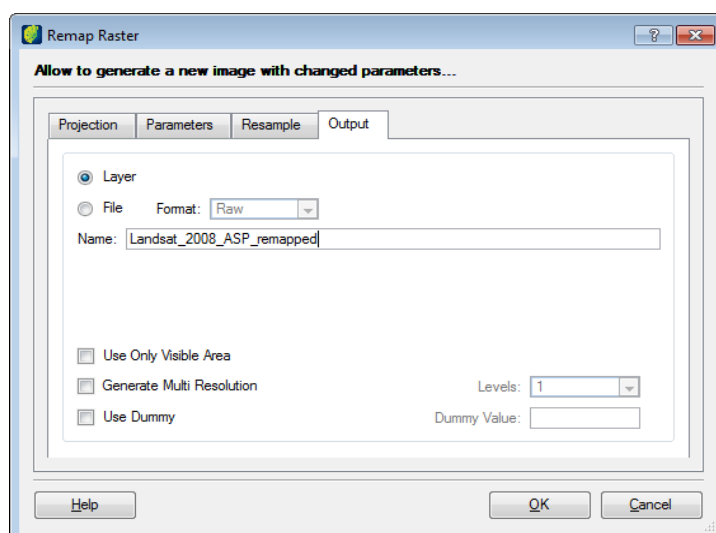 Remap Raster
Allow to generate a new image with changed parameters...
Projection Parameters Resample Output
Layer
File Format: Raw
Name: Landsat_2008_ASP_remapped
Use Only Visible Area
Generate Multi Resolution Levels: 1
Use Dummy Dummy Value:
Help OK Cancel